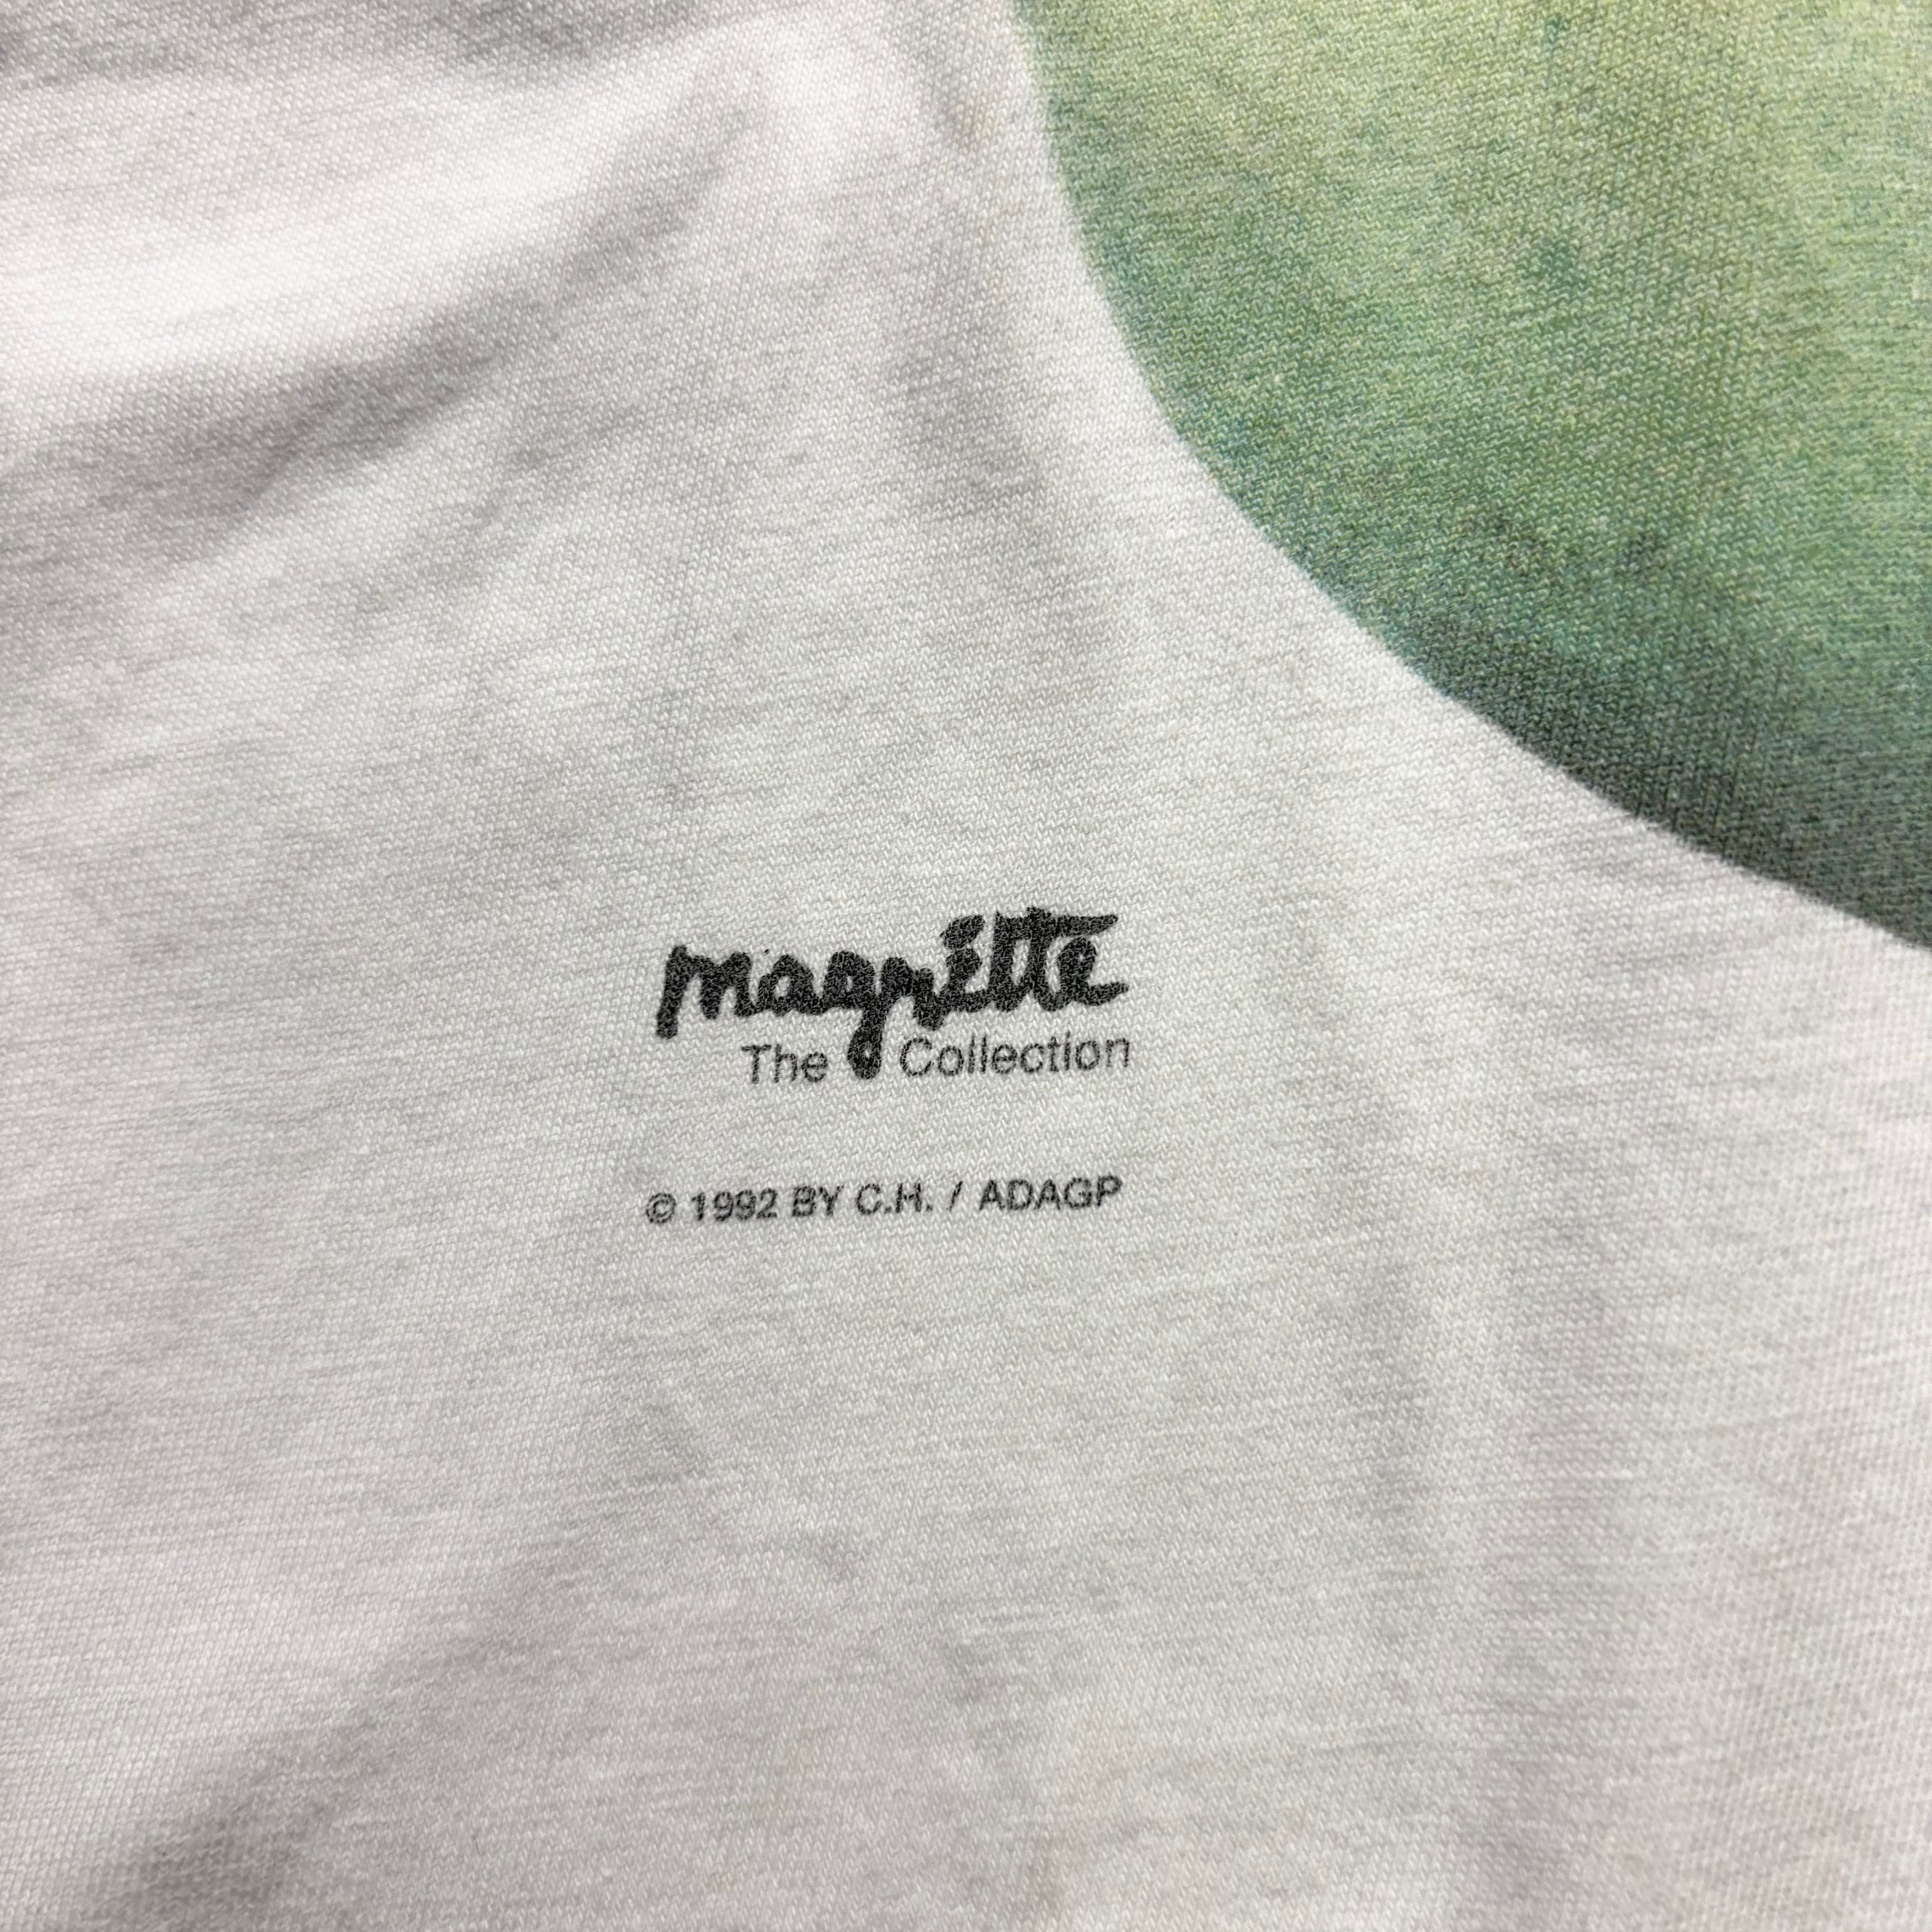 magritte
The Collection
© 1992 BY C.H. / ADAGP